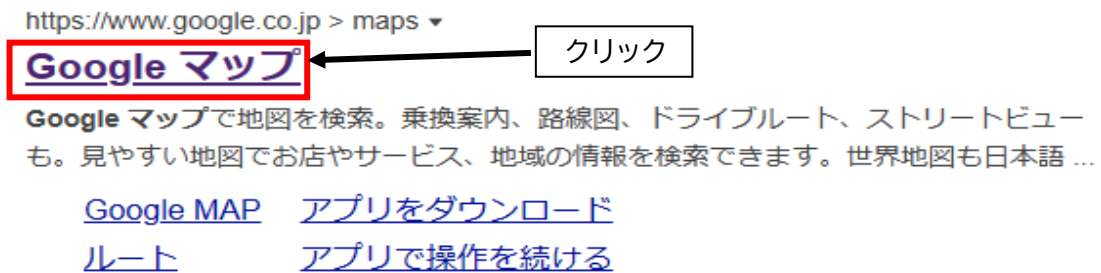 https://www.google.co.jp > maps ▾
Google マップ
クリック
Google マップで地図を検索。乗換案内、路線図、ドライブルート、ストリートビュー
も。見やすい地図でお店やサービス、地域の情報を検索できます。世界地図も日本語 ...
Google MAP アプリをダウンロード
ルート アプリで操作を続ける